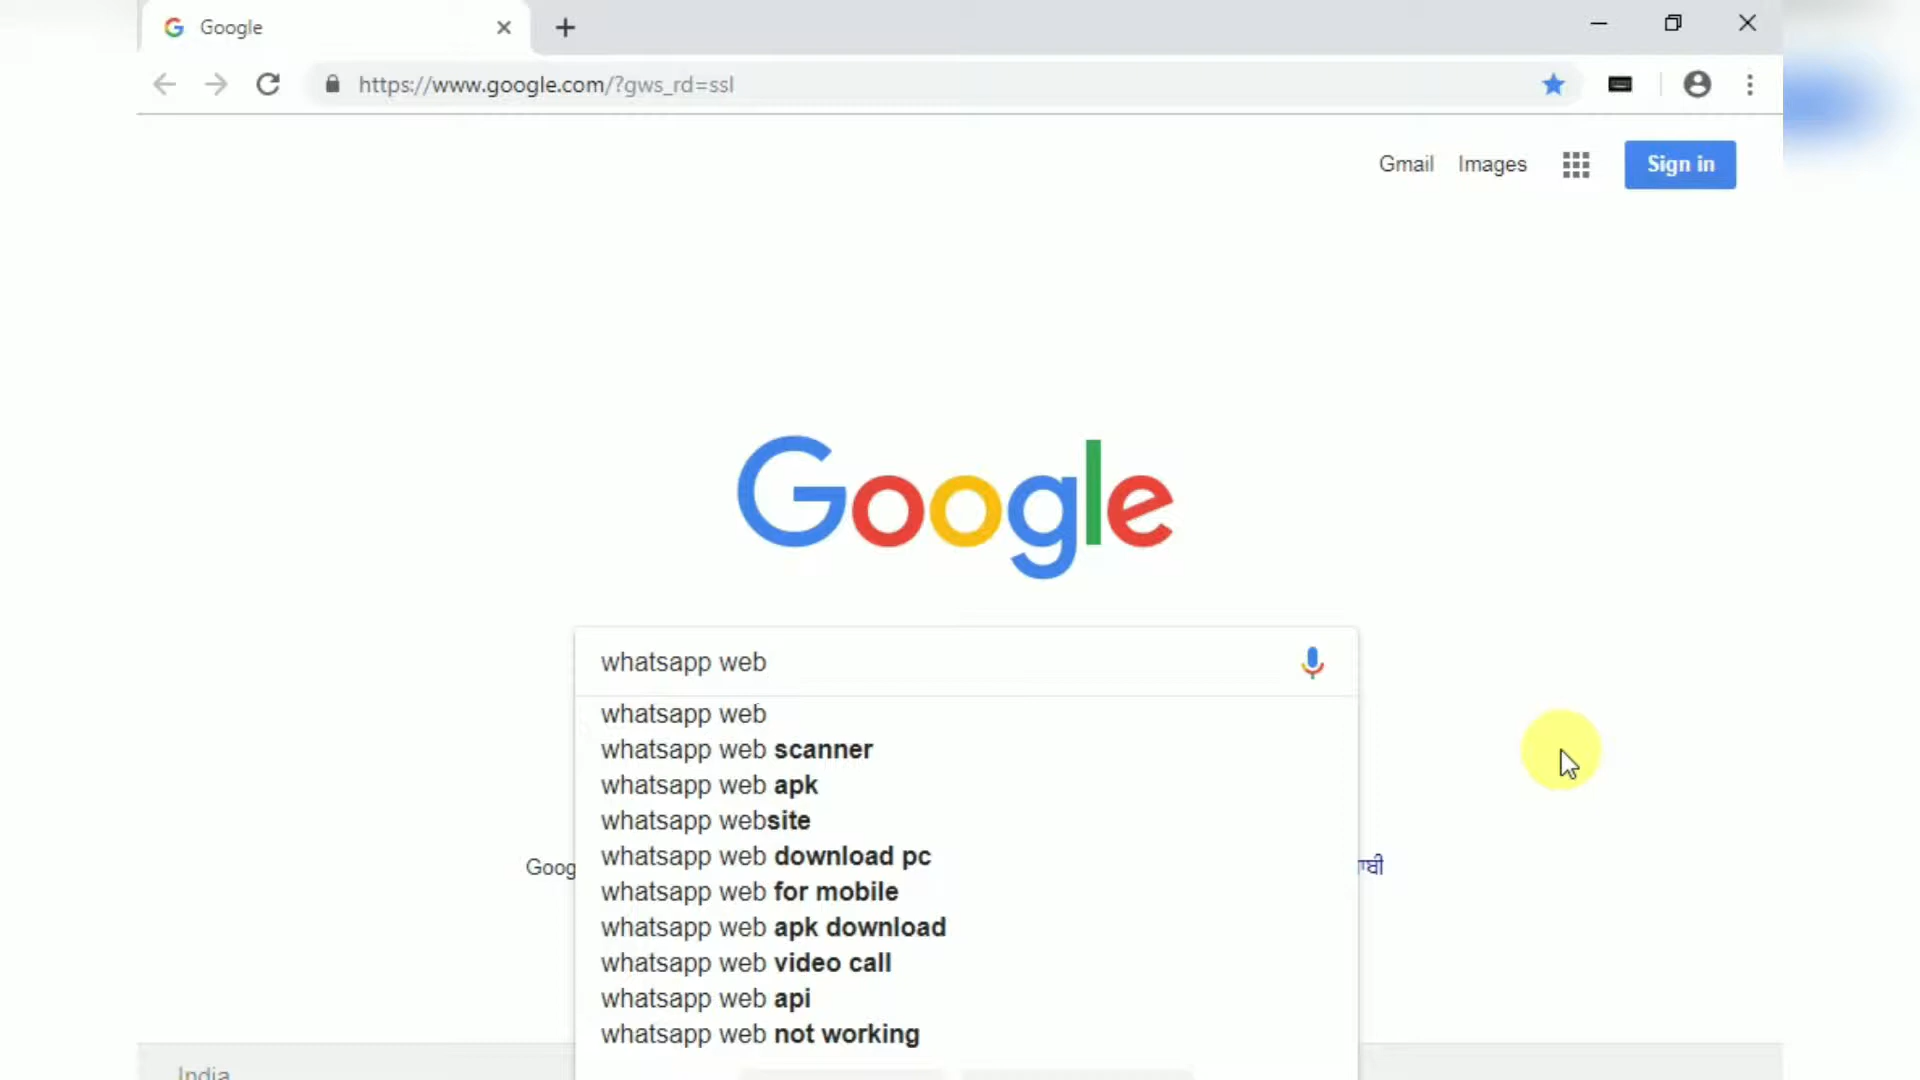 Google
https://www.google.com/?gws_rd=ssl
Gmail Images Sign in
Google
whatsapp web
whatsapp web
whatsapp web scanner
whatsapp web apk
whatsapp website
whatsapp web download pc
whatsapp web for mobile
whatsapp web apk download
whatsapp web video call
whatsapp web api
whatsapp web not working
Goog
India